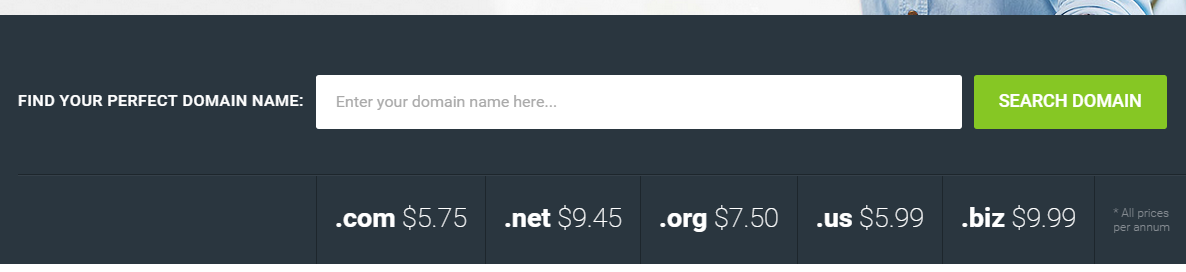 FIND YOUR PERFECT DOMAIN NAME:
Enter your domain name here...
SEARCH DOMAIN
.com $5.75
.net $9.45
.org $7.50
.us $5.99
.biz $9.99
* All prices
per annum